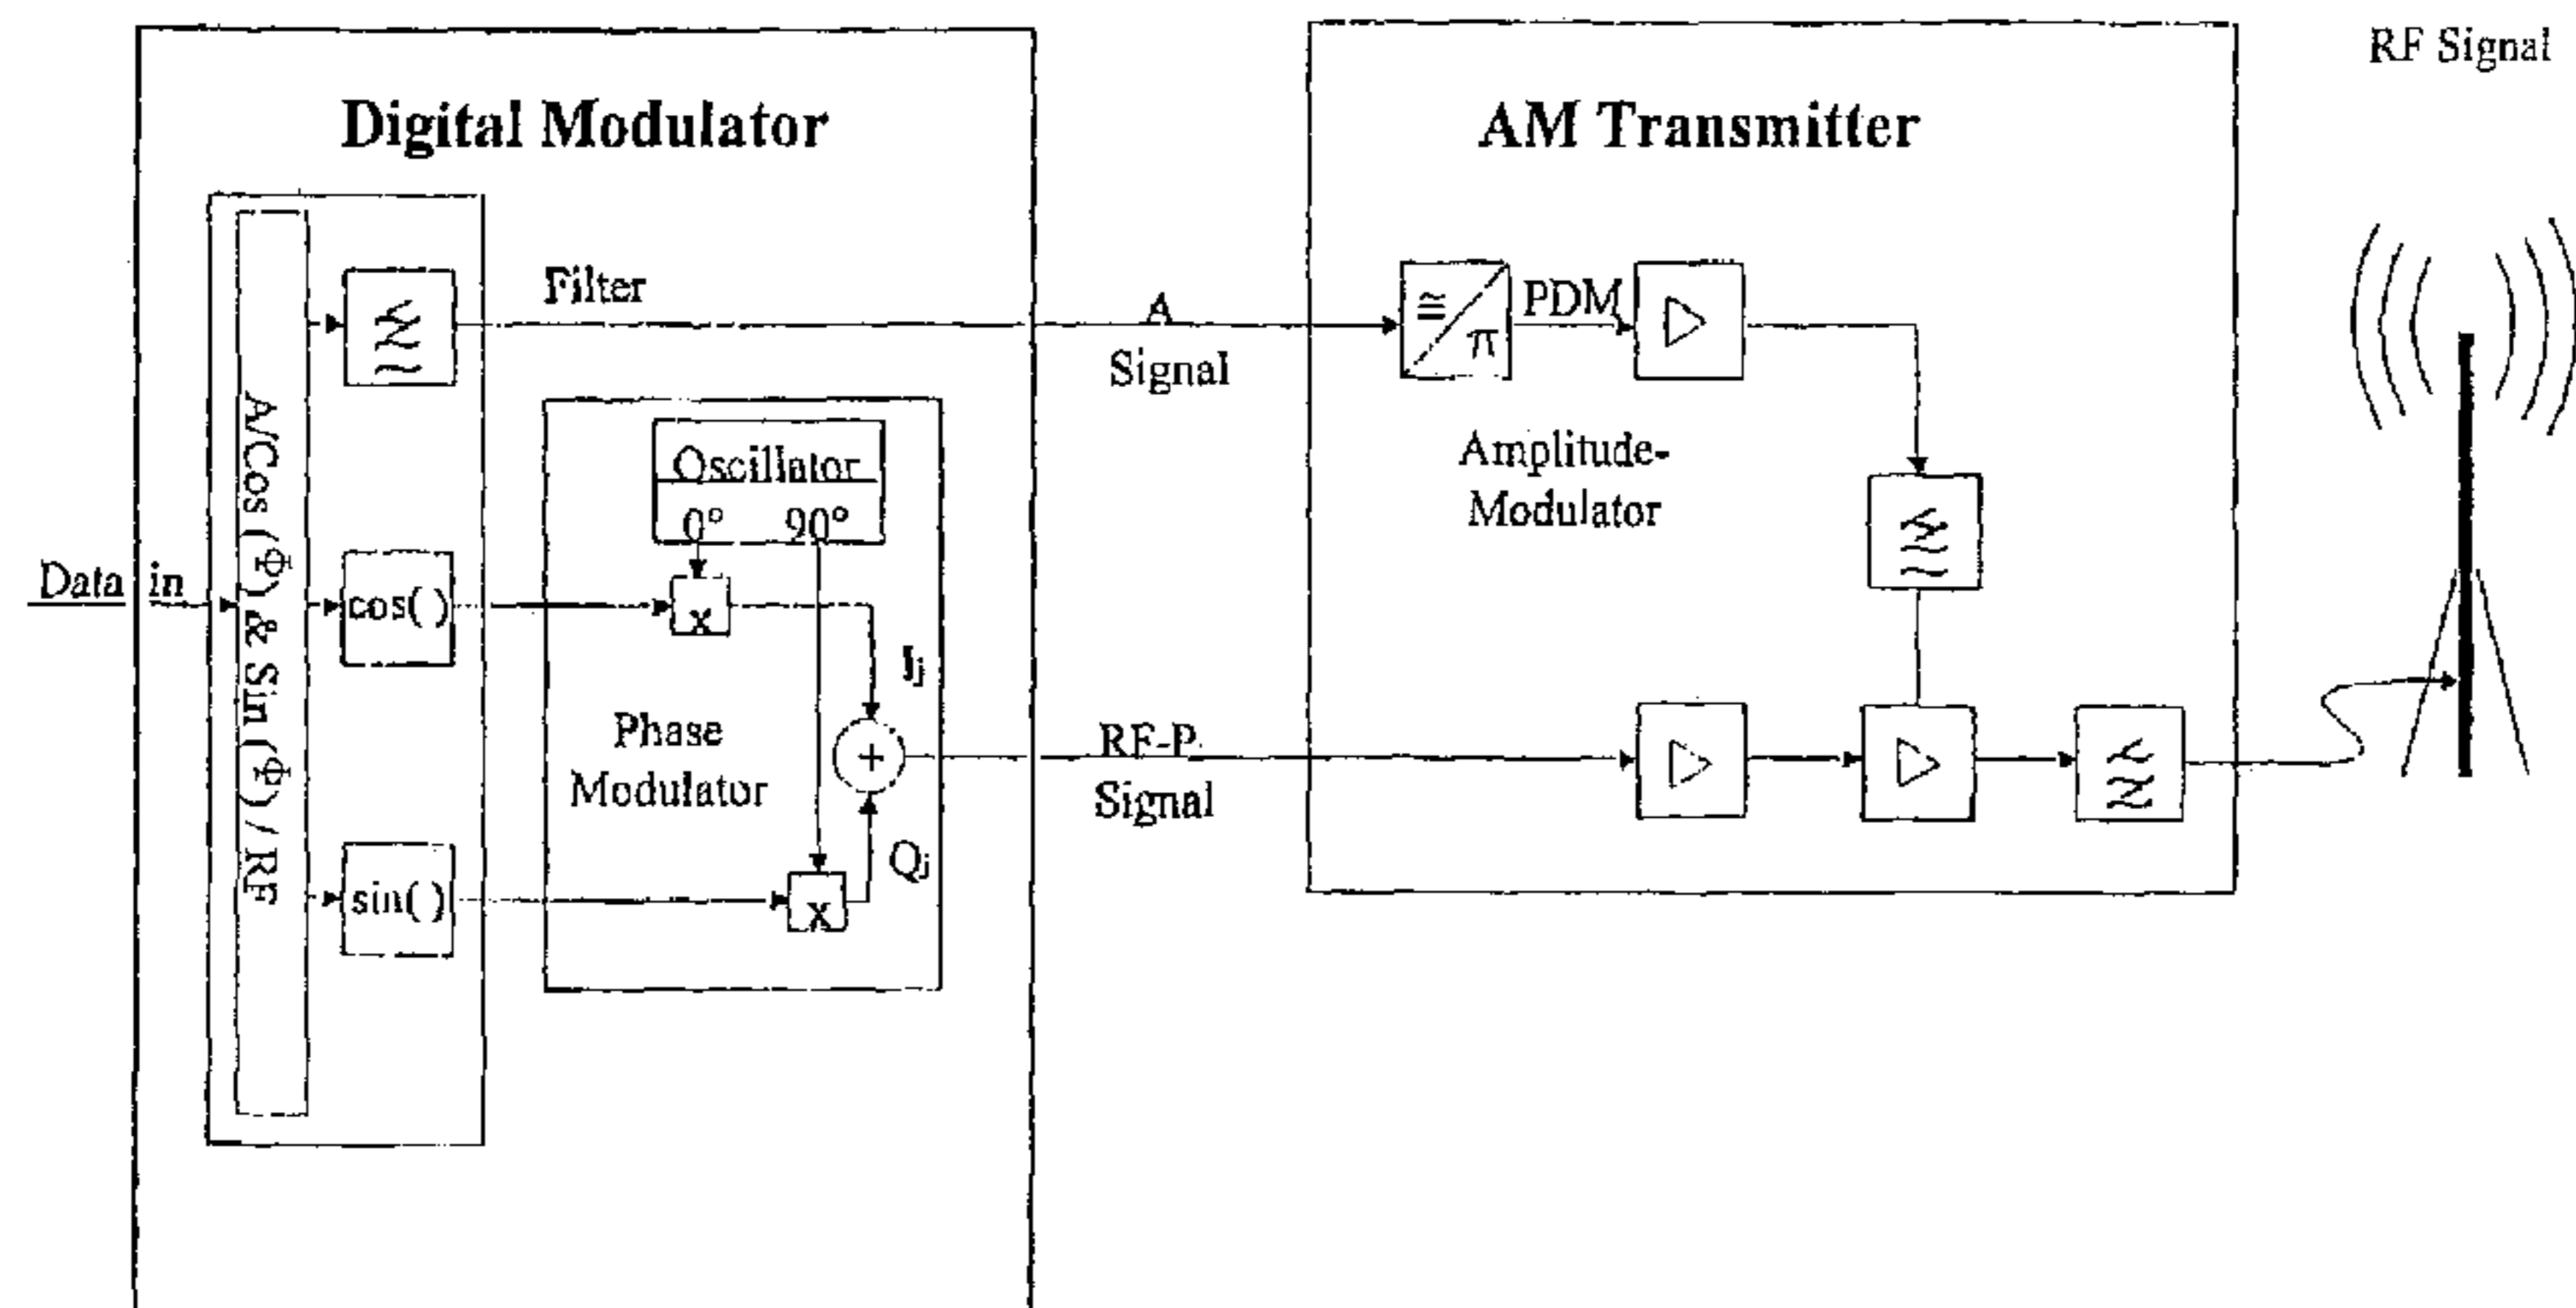 RF Signal
Digital Modulator
AM Transmitter
Filter
A
Signal
≅
π
PDM
Oscillator
0° 90°
Amplitude-
Modulator
A/Cos (Φ) & Sin (Φ) / RF
Data in
cos( )
x
Ij
Phase
Modulator
+
RF-P
Signal
Qj
sin( )
x